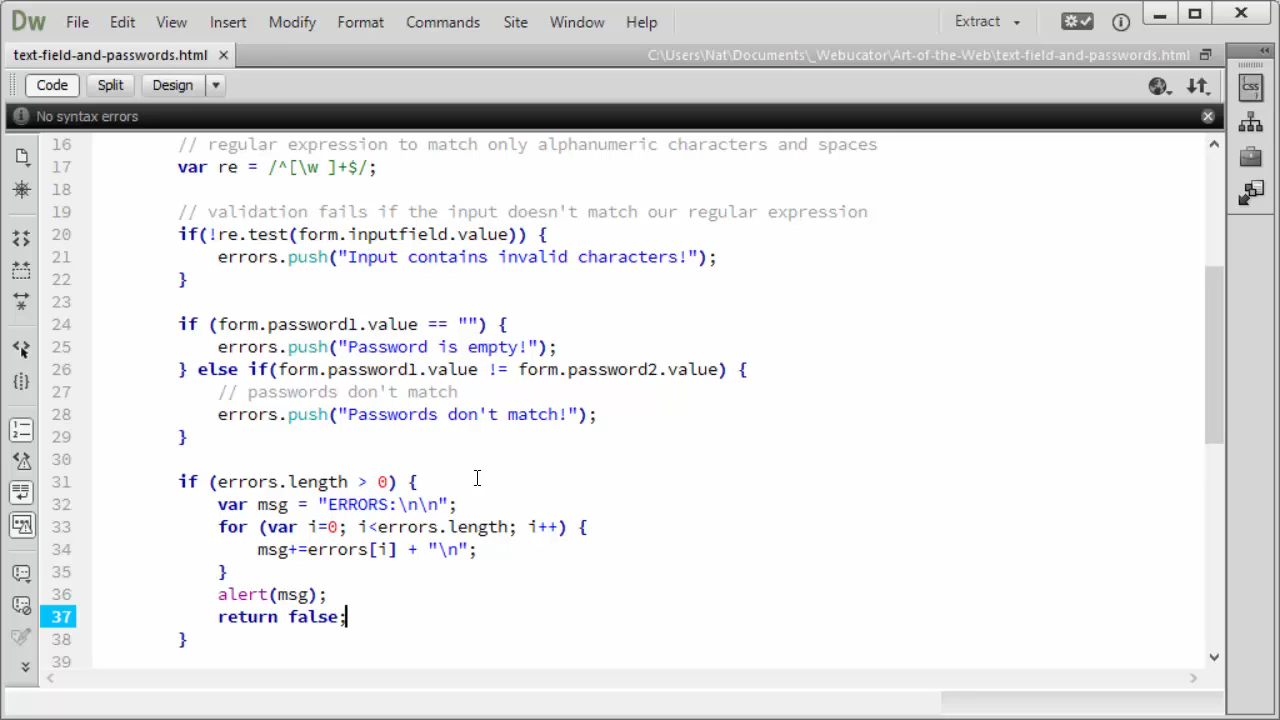 Dw File Edit View Insert Modify Format Commands Site Window Help Extract
text-field-and-passwords.html C:\Users\Nat\Documents\_Webucator\Art-of-the-Web\text-field-and-passwords.html
Code Split Design
No syntax errors
16 // regular expression to match only alphanumeric characters and spaces
17 var re = /^[\w ]+$/;
18
19 // validation fails if the input doesn't match our regular expression
20 if(!re.test(form.inputfield.value)) {
21 errors.push("Input contains invalid characters!");
22 }
23
24 if (form.password1.value == "") {
25 errors.push("Password is empty!");
26 } else if(form.password1.value != form.password2.value) {
27 // passwords don't match
28 errors.push("Passwords don't match!");
29 }
30
31 if (errors.length > 0) {
32 var msg = "ERRORS:\n\n";
33 for (var i=0; i<errors.length; i++) {
34 msg+=errors[i] + "\n";
35 }
36 alert(msg);
37 return false;
38 }
39
CSS